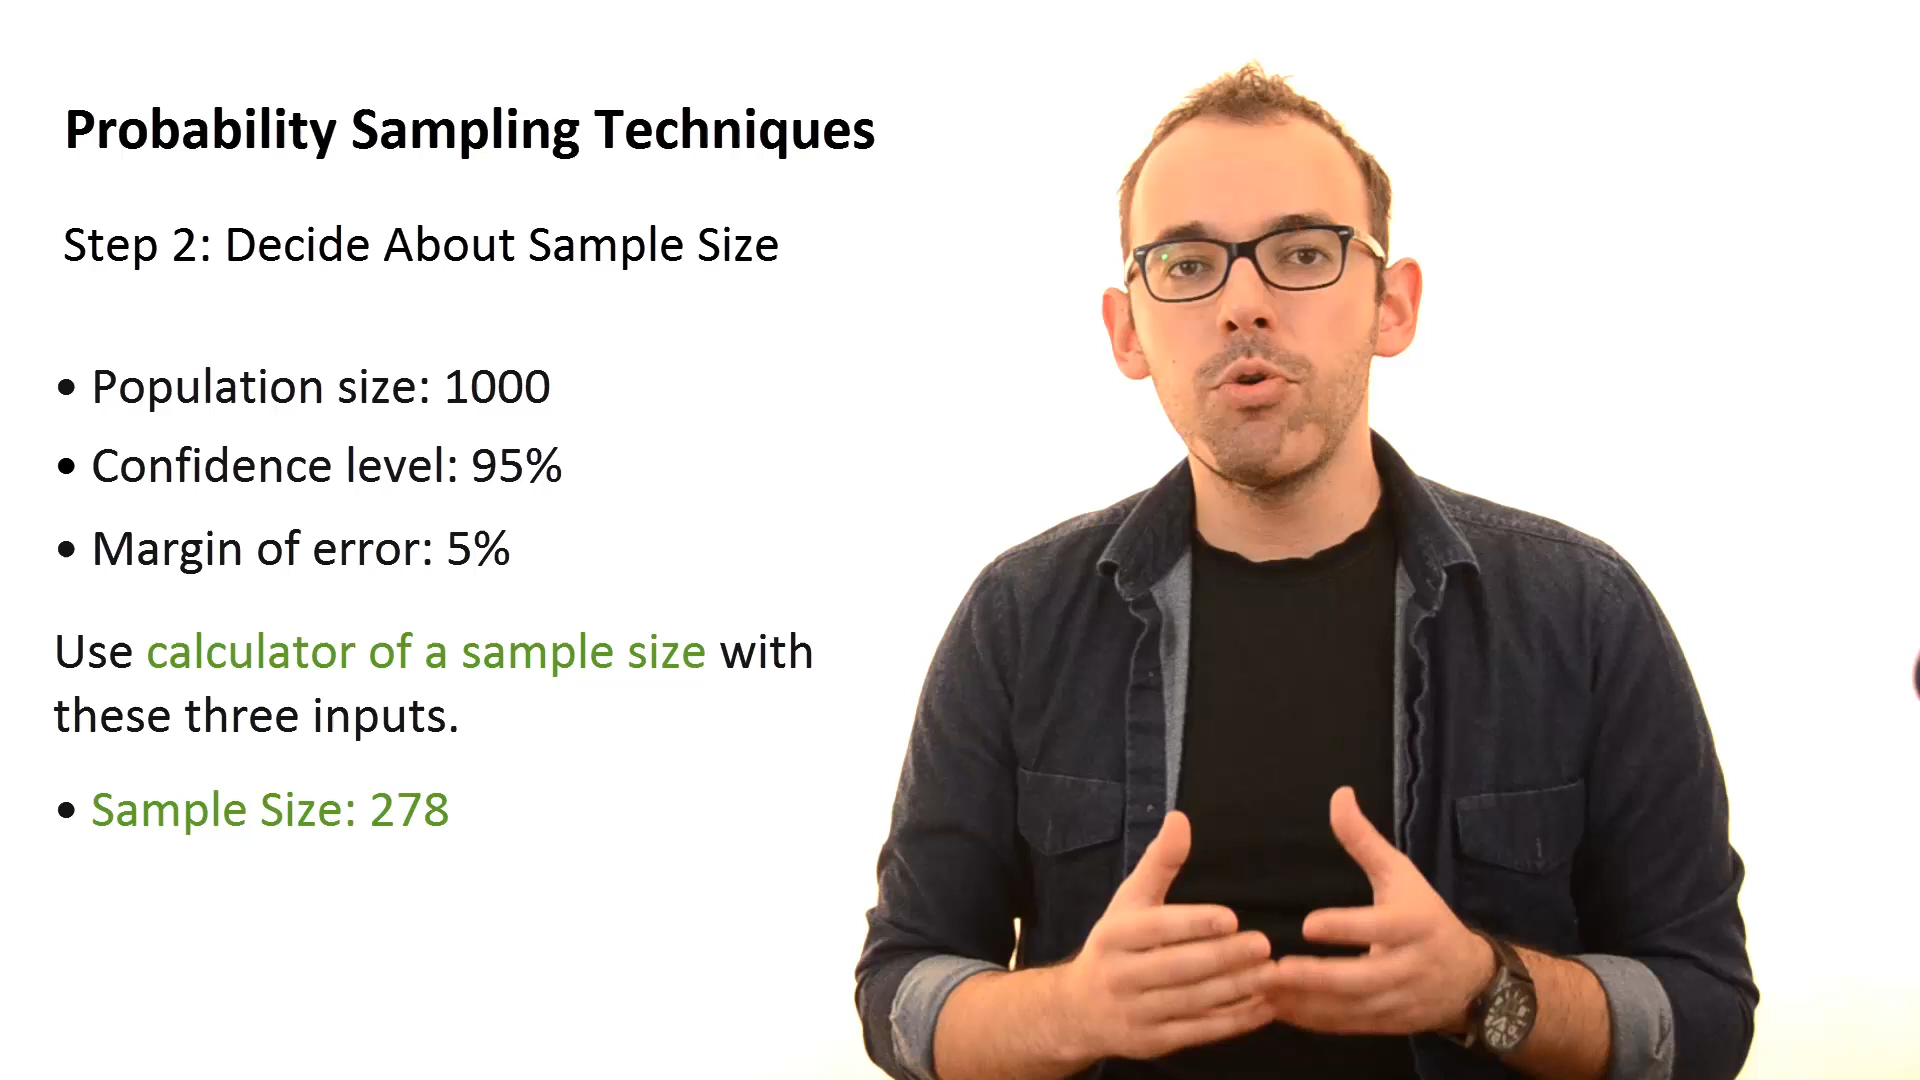 Probability Sampling Techniques
Step 2: Decide About Sample Size
• Population size: 1000
• Confidence level: 95%
• Margin of error: 5%
Use calculator of a sample size with
these three inputs.
• Sample Size: 278